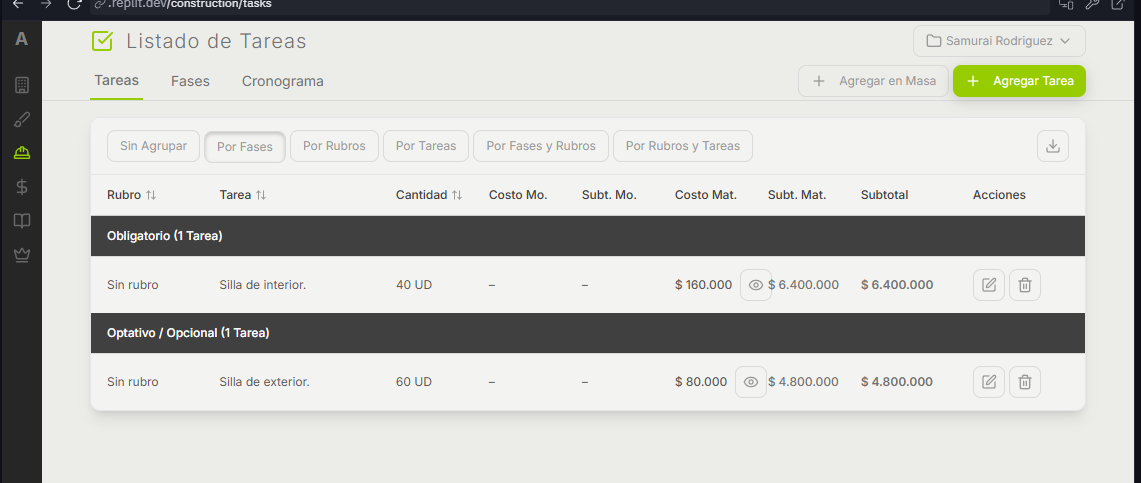 .replit.dev/construction/tasks
A
Listado de Tareas
Samurai Rodriguez
Tareas Fases Cronograma
Agregar en Masa
Agregar Tarea
Sin Agrupar Por Fases Por Rubros Por Tareas Por Fases y Rubros Por Rubros y Tareas
Rubro Tarea Cantidad Costo Mo. Subt. Mo. Costo Mat. Subt. Mat. Subtotal Acciones
Obligatorio (1 Tarea)
Sin rubro Silla de interior. 40 UD – – $ 160.000 $ 6.400.000 $ 6.400.000
Optativo / Opcional (1 Tarea)
Sin rubro Silla de exterior. 60 UD – – $ 80.000 $ 4.800.000 $ 4.800.000